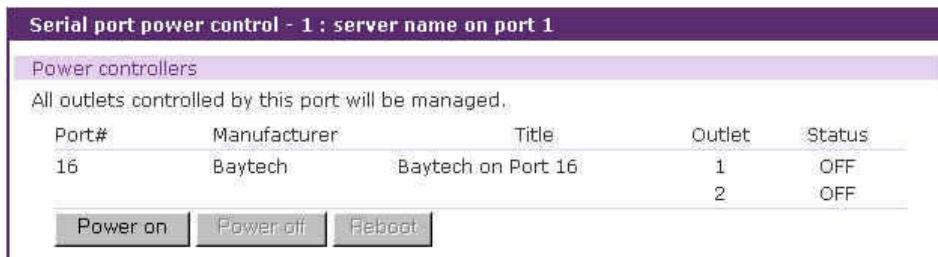 Serial port power control - 1 : server name on port 1
Power controllers
All outlets controlled by this port will be managed.
Port# Manufacturer Title Outlet Status
16 Baytech Baytech on Port 16 1 OFF
2 OFF
Power on Power off Reboot